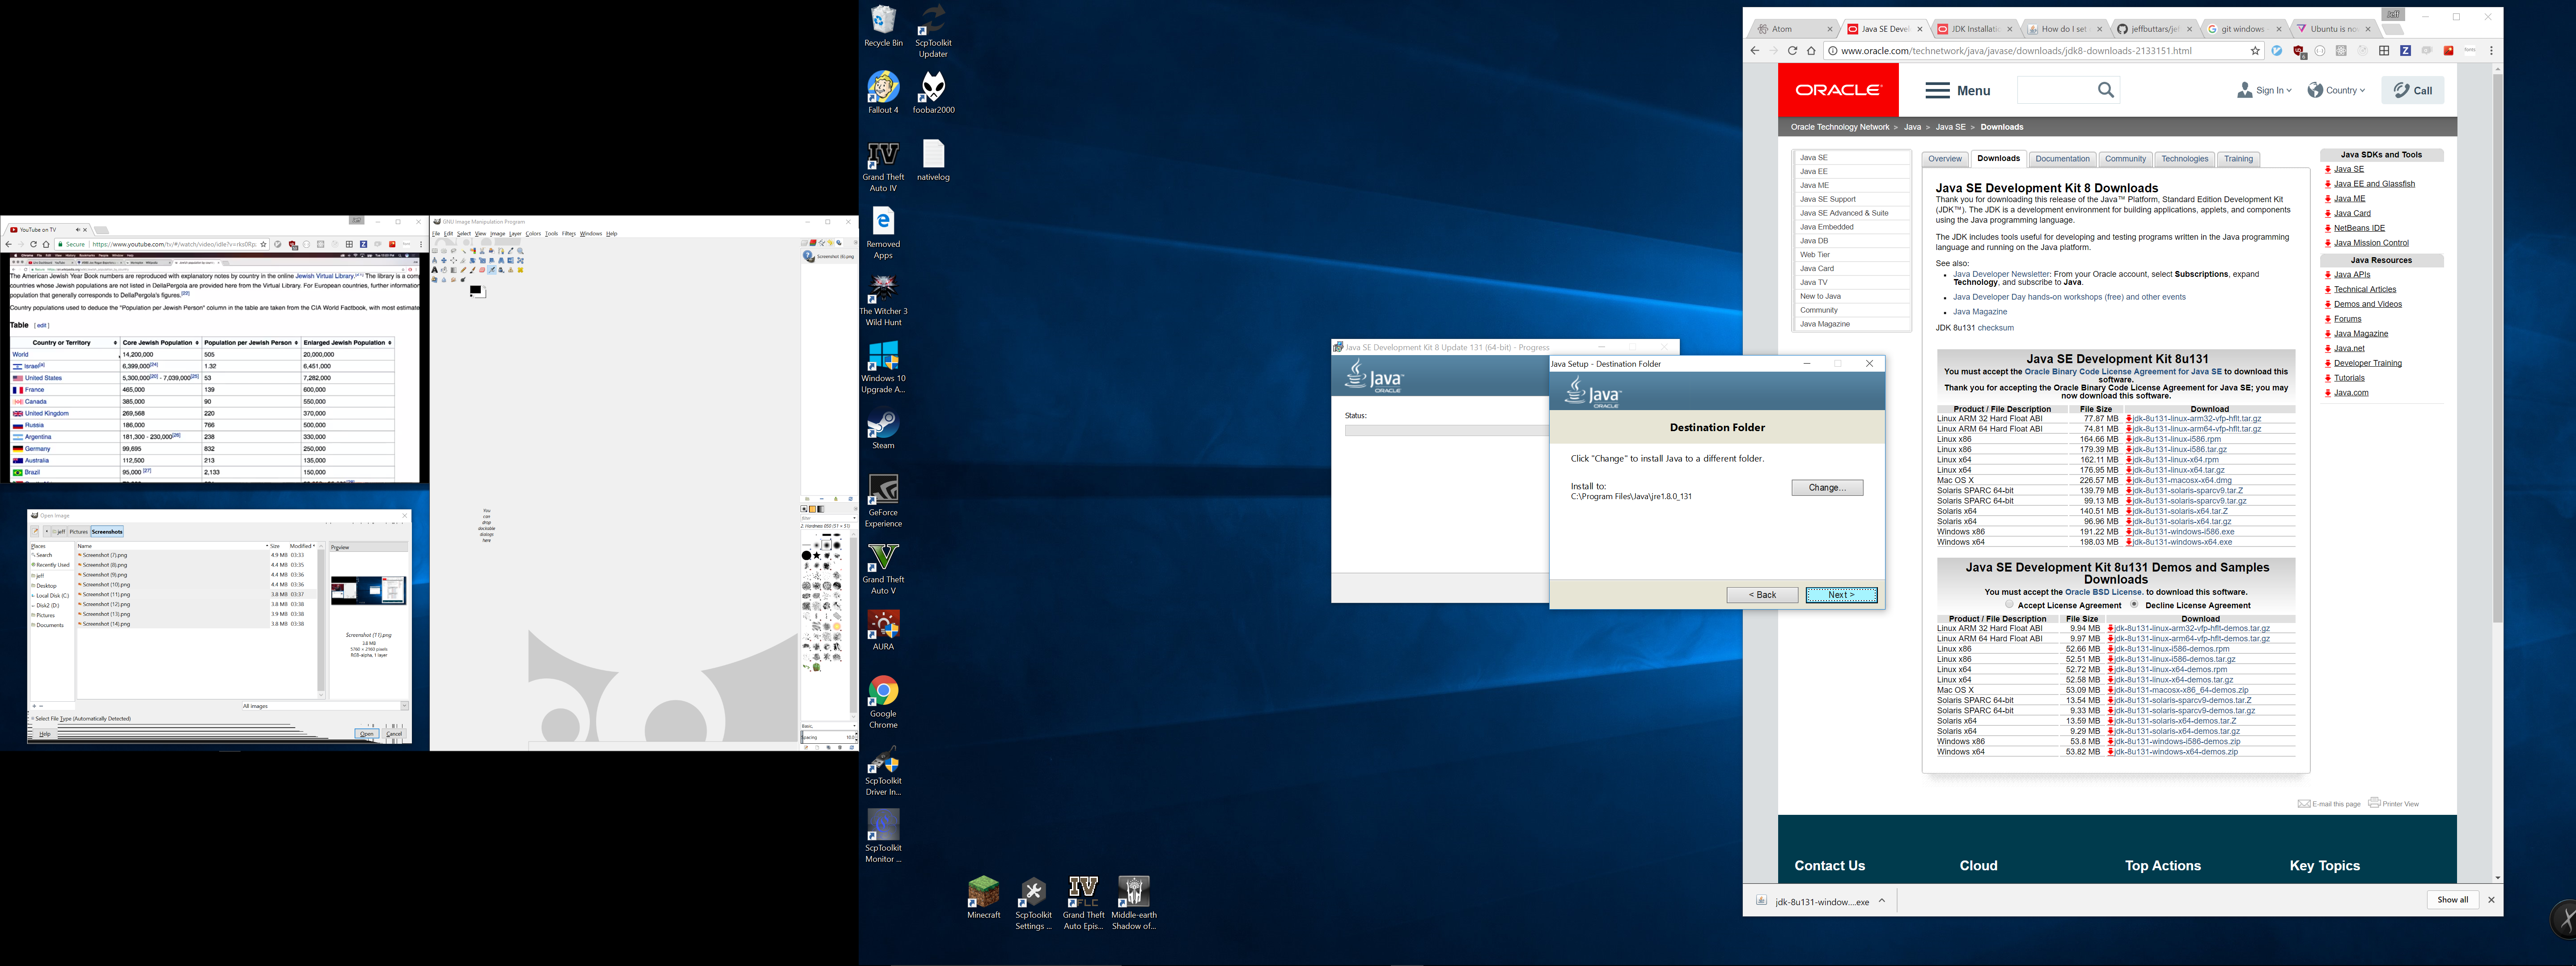 YouTube on TV
Secure
https://www.youtube.com/tv#/watch/video/idle?v=rks0Rp
The American Jewish Year Book numbers are reproduced with explanatory notes by country in the online Jewish Virtual Library.
countries whose Jewish populations are not listed in DellaPergola are provided here from the Virtual Library. For European countries, further information
population that generally corresponds to DellaPergola's figures.
Country populations used to deduce the "Population per Jewish Person" column in the table are taken from the CIA World Factbook, with most estimate
Table [ edit ]
Country or Territory Core Jewish Population Population per Jewish Person Enlarged Jewish Population
World 14,200,000 505 20,000,000
Israel 6,399,000 1.32 6,451,000
United States 5,300,000 - 7,039,000 53 7,282,000
France 465,000 139 600,000
Canada 385,000 90 550,000
United Kingdom 269,568 220 370,000
Russia 186,000 766 500,000
Argentina 181,300 - 230,000 238 330,000
Germany 99,695 832 250,000
Australia 112,500 213 135,000
Brazil 95,000 [27] 2,133 150,000
Open Image
jeff Pictures Screenshots
Places
Search
Recently Used
jeff
Desktop
Local Disk (C:)
Disk2 (D:)
Pictures
Documents
Name Size Modified
Screenshot (7).png 4.9 MB 03:33
Screenshot (8).png 4.4 MB 03:35
Screenshot (9).png 4.4 MB 03:36
Screenshot (10).png 4.4 MB 03:36
Screenshot (11).png 3.8 MB 03:37
Screenshot (12).png 3.8 MB 03:38
Screenshot (13).png 3.9 MB 03:38
Screenshot (14).png 3.8 MB 03:38
Preview
Screenshot (11).png
3.8 MB
5760 × 2160 pixels
RGB-alpha, 1 layer
All Images
Select File Type (Automatically Detected)
Help
Open
Cancel
GNU Image Manipulation Program
File Edit Select View Image Layer Colors Tools Filters Windows Help
You
can
drop
dockable
dialogs
here
Screenshot (6).png
2. Hardness 050 (51 × 51)
Basic,
Spacing 10.0
Recycle Bin
ScpToolkit Updater
Fallout 4
foobar2000
Grand Theft Auto IV
nativelog
Removed Apps
The Witcher 3 Wild Hunt
Windows 10 Upgrade A...
Steam
GeForce Experience
Grand Theft Auto V
AURA
Google Chrome
ScpToolkit Driver In...
ScpToolkit Monitor ...
Minecraft
ScpToolkit Settings ...
Grand Theft Auto Epis...
Middle-earth Shadow of...
Java SE Development Kit 8 Update 131 (64-bit) - Progress
Java
ORACLE
Status:
Java Setup - Destination Folder
Java
ORACLE
Destination Folder
Click "Change" to install Java to a different folder.
Install to:
C:\Program Files\Java\jre1.8.0_131
Change...
< Back
Next >
Jeff
Atom
Java SE Devel
JDK Installatio
How do I set
jeffbuttars/jef
git windows
Ubuntu is no
www.oracle.com/technetwork/java/javase/downloads/jdk8-downloads-2133151.html
ORACLE
Menu
Sign In
Country
Call
Oracle Technology Network > Java > Java SE > Downloads
Java SE
Java EE
Java ME
Java SE Support
Java SE Advanced & Suite
Java Embedded
Java DB
Web Tier
Java Card
Java TV
New to Java
Community
Java Magazine
Overview Downloads Documentation Community Technologies Training
Java SE Development Kit 8 Downloads
Thank you for downloading this release of the Java™ Platform, Standard Edition Development Kit
(JDK™). The JDK is a development environment for building applications, applets, and components
using the Java programming language.
The JDK includes tools useful for developing and testing programs written in the Java programming
language and running on the Java platform.
See also:
Java Developer Newsletter: From your Oracle account, select Subscriptions, expand
Technology, and subscribe to Java.
Java Developer Day hands-on workshops (free) and other events
Java Magazine
JDK 8u131 checksum
Java SE Development Kit 8u131
You must accept the Oracle Binary Code License Agreement for Java SE to download this
software.
Thank you for accepting the Oracle Binary Code License Agreement for Java SE; you may
now download this software.
Product / File Description File Size Download
Linux ARM 32 Hard Float ABI 77.87 MB jdk-8u131-linux-arm32-vfp-hflt.tar.gz
Linux ARM 64 Hard Float ABI 74.81 MB jdk-8u131-linux-arm64-vfp-hflt.tar.gz
Linux x86 164.66 MB jdk-8u131-linux-i586.rpm
Linux x86 179.39 MB jdk-8u131-linux-i586.tar.gz
Linux x64 162.11 MB jdk-8u131-linux-x64.rpm
Linux x64 176.95 MB jdk-8u131-linux-x64.tar.gz
Mac OS X 226.57 MB jdk-8u131-macosx-x64.dmg
Solaris SPARC 64-bit 139.79 MB jdk-8u131-solaris-sparcv9.tar.Z
Solaris SPARC 64-bit 99.13 MB jdk-8u131-solaris-sparcv9.tar.gz
Solaris x64 140.51 MB jdk-8u131-solaris-x64.tar.Z
Solaris x64 96.96 MB jdk-8u131-solaris-x64.tar.gz
Windows x86 191.22 MB jdk-8u131-windows-i586.exe
Windows x64 198.03 MB jdk-8u131-windows-x64.exe
Java SE Development Kit 8u131 Demos and Samples
Downloads
You must accept the Oracle BSD License. to download this software.
Accept License Agreement Decline License Agreement
Product / File Description File Size Download
Linux ARM 32 Hard Float ABI 9.94 MB jdk-8u131-linux-arm32-vfp-hflt-demos.tar.gz
Linux ARM 64 Hard Float ABI 9.97 MB jdk-8u131-linux-arm64-vfp-hflt-demos.tar.gz
Linux x86 52.66 MB jdk-8u131-linux-i586-demos.rpm
Linux x86 52.51 MB jdk-8u131-linux-i586-demos.tar.gz
Linux x64 52.72 MB jdk-8u131-linux-x64-demos.rpm
Linux x64 52.58 MB jdk-8u131-linux-x64-demos.tar.gz
Mac OS X 53.09 MB jdk-8u131-macosx-x86_64-demos.zip
Solaris SPARC 64-bit 13.54 MB jdk-8u131-solaris-sparcv9-demos.tar.Z
Solaris SPARC 64-bit 9.33 MB jdk-8u131-solaris-sparcv9-demos.tar.gz
Solaris x64 13.59 MB jdk-8u131-solaris-x64-demos.tar.Z
Solaris x64 9.29 MB jdk-8u131-solaris-x64-demos.tar.gz
Windows x86 53.8 MB jdk-8u131-windows-i586-demos.zip
Windows x64 53.82 MB jdk-8u131-windows-x64-demos.zip
Java SDKs and Tools
Java SE
Java EE and Glassfish
Java ME
Java Card
NetBeans IDE
Java Mission Control
Java Resources
Java APIs
Technical Articles
Demos and Videos
Forums
Java Magazine
Java.net
Developer Training
Tutorials
Java.com
E-mail this page
Printer View
Contact Us Cloud Top Actions Key Topics
jdk-8u131-window....exe
Show all